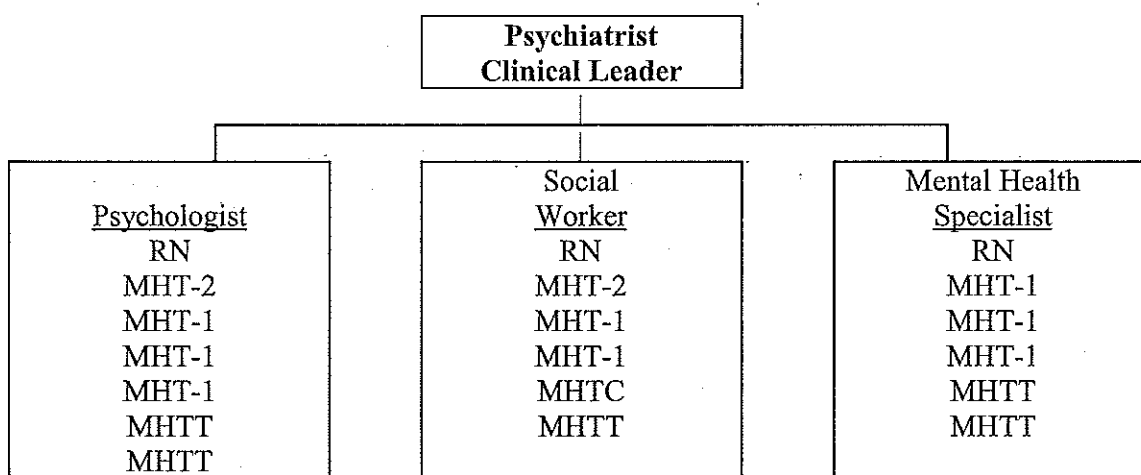 Psychiatrist
Clinical Leader
Psychologist
RN
MHT-2
MHT-1
MHT-1
MHT-1
MHTT
MHTT
Social
Worker
RN
MHT-2
MHT-1
MHT-1
MHTC
MHTT
Mental Health
Specialist
RN
MHT-1
MHT-1
MHT-1
MHTT
MHTT